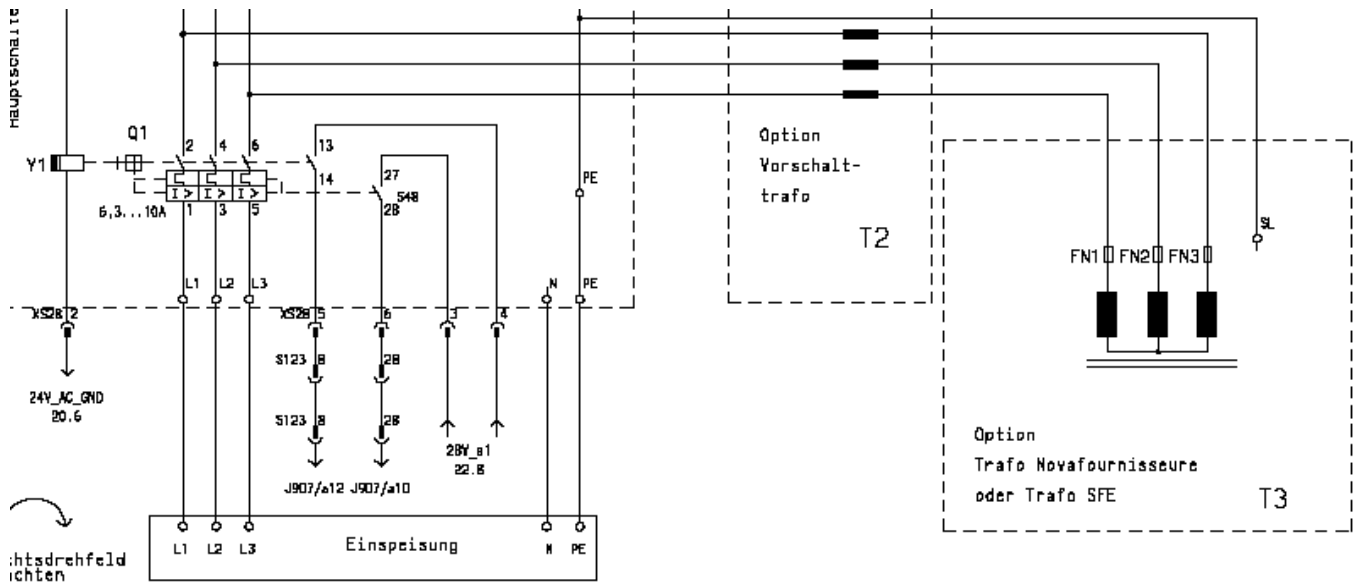 Hauptschalte
Q1
2 4 6
13
Y1
14
27
S48
28
I > I > I >
6,3...10A
1 3 5
PE
Option
Vorschalt-
trafo
T2
SL
FN1 FN2 FN3
L1 L2 L3
N PE
XS28 2
XS28 5 6 3 4
S123 8 28
24V_AC_GND
20.6
S123 8 28
28V_a1
22.8
J907/a12 J907/a10
Option
Trafo Novafournisseure
oder Trafo SFE
T3
Einspeisung
L1 L2 L3 N PE
chtsdrehfeld
achten